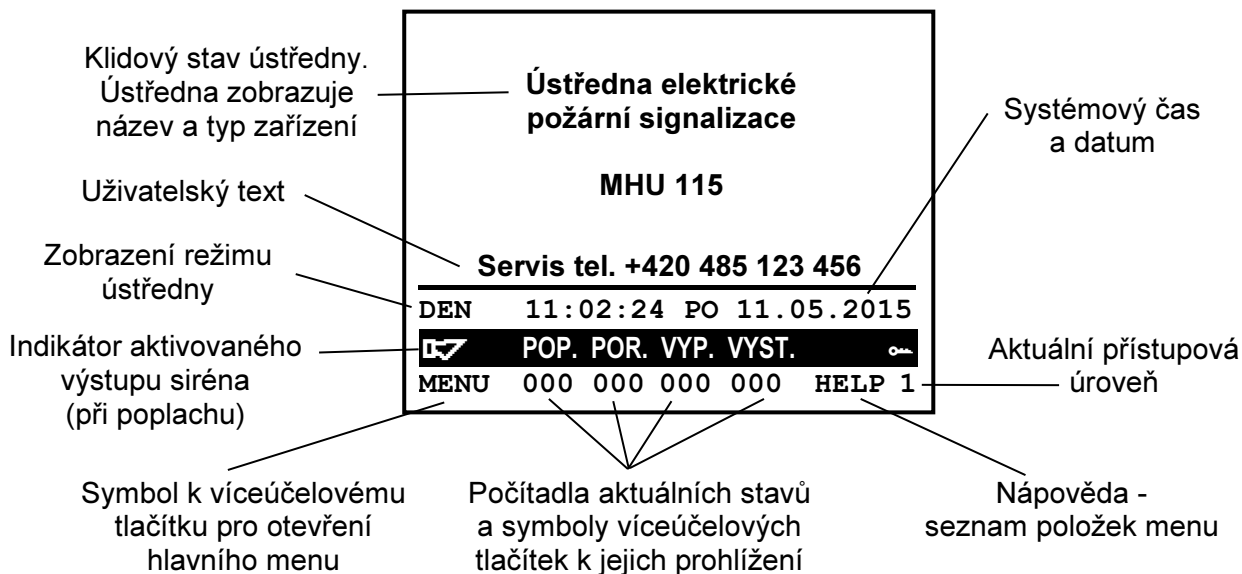 Klidový stav ústředny.
Ústředna zobrazuje
název a typ zařízení
Uživatelský text
Zobrazení režimu
ústředny
Indikátor aktivovaného
výstupu siréna
(při poplachu)
Symbol k víceúčelovému
tlačítku pro otevření
hlavního menu
Ústředna elektrické
požární signalizace
MHU 115
Servis tel. +420 485 123 456
DEN 11:02:24 PO 11.05.2015
POP. POR. VYP. VYST.
MENU 000 000 000 000 HELP 1
Počítadla aktuálních stavů
a symboly víceúčelových
tlačítek k jejich prohlížení
Systémový čas
a datum
Aktuální přístupová
úroveň
Nápověda -
seznam položek menu